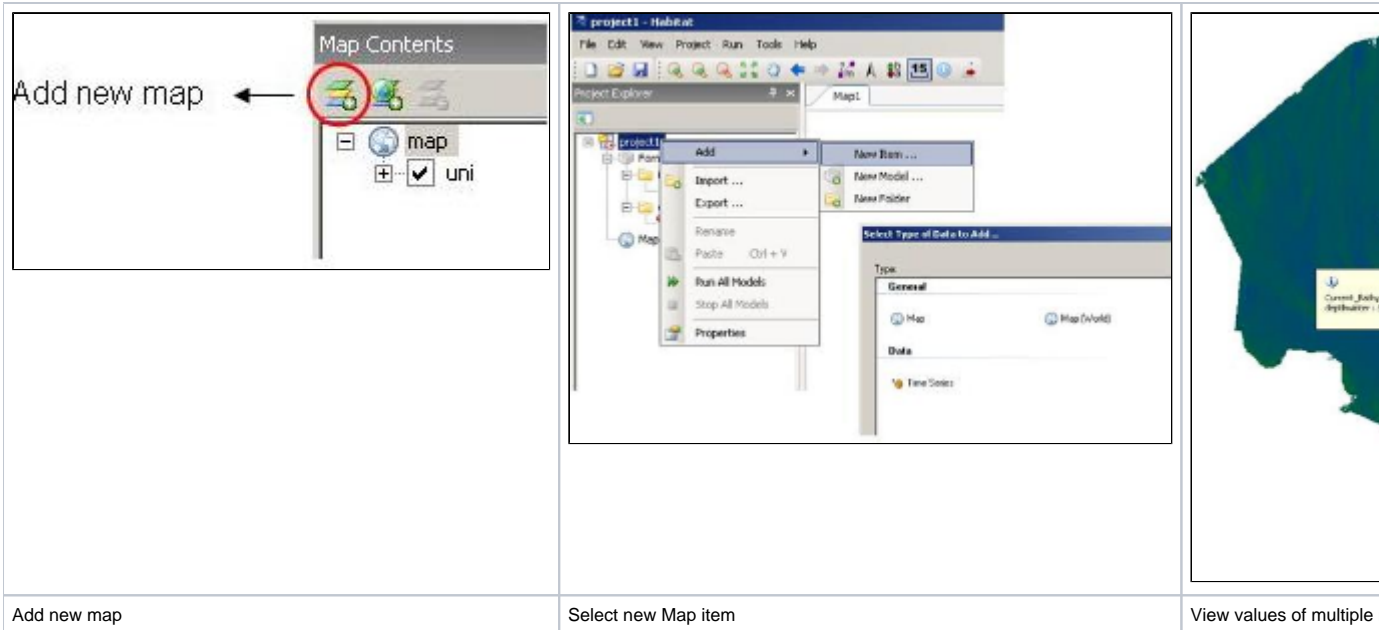 Map Contents
Add new map
map
uni
project1 - Habitat
File Edit View Project Run Tools Help
15
Project Explorer
Map1
project1
Add
New Item ...
New Model ...
New Folder
Import ...
Export ...
Rename
Paste Ctrl + V
Run All Models
Stop All Models
Properties
Map
Select Type of Data to Add ...
Type:
General
Map
Map (World)
Data
Time Series
Add new map
Select new Map item
View values of multiple